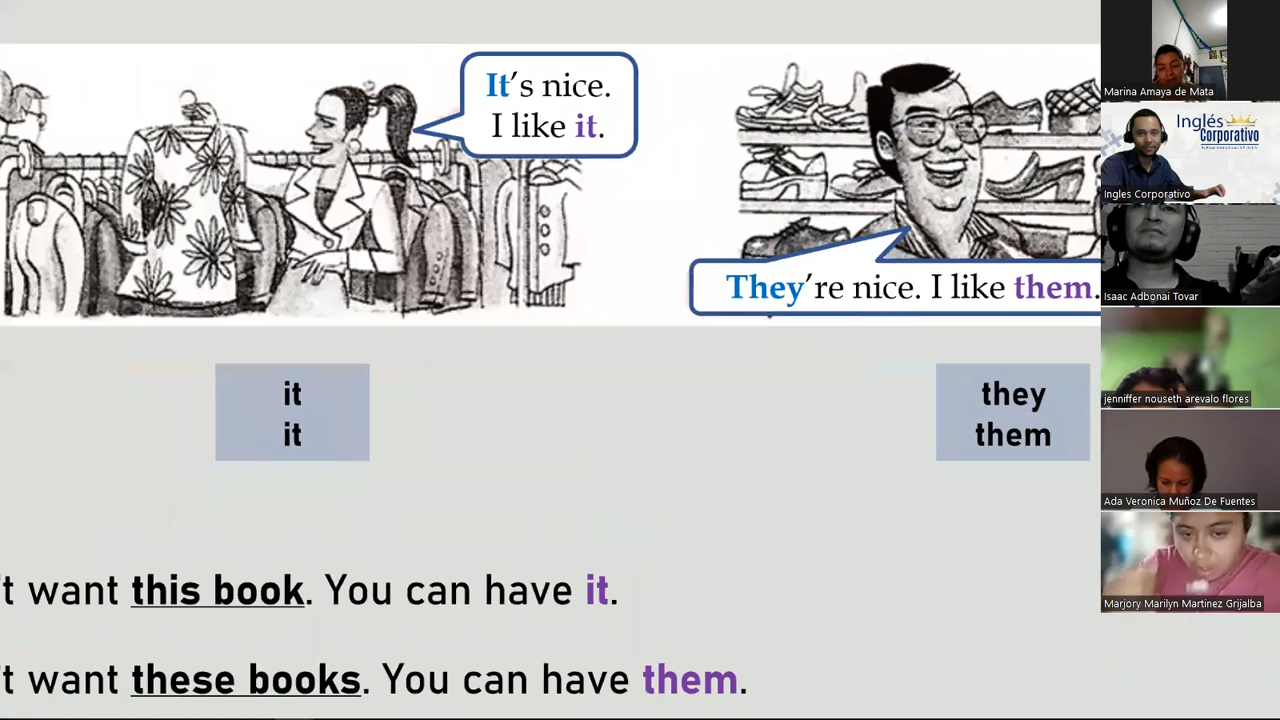 It's nice.
I like it.
They're nice. I like them.
it
it
they
them
't want this book. You can have it.
't want these books. You can have them.
Marina Amaya de Mata
Inglés
Corporativo
Ingles Corporativo
Isaac Adbonai Tovar
jenniffer nouseth arevalo flores
Ada Veronica Muñoz De Fuentes
Marjory Marilyn Martinez Grijalba